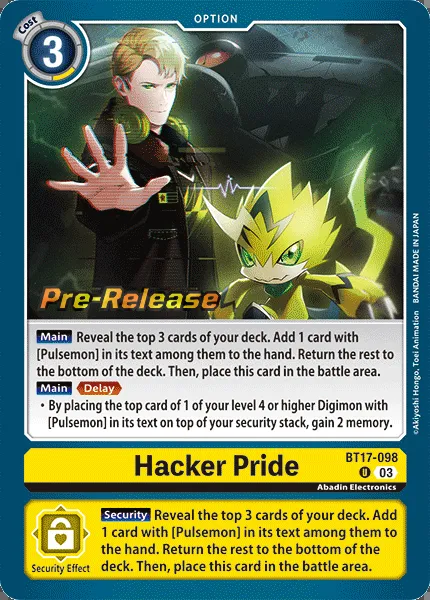 OPTION
Cost
3
Pre-Release
Main Reveal the top 3 cards of your deck. Add 1 card with
[Pulsemon] in its text among them to the hand. Return the rest to
the bottom of the deck. Then, place this card in the battle area.
Main Delay
・By placing the top card of 1 of your level 4 or higher Digimon with
[Pulsemon] in its text on top of your security stack, gain 2 memory.
©Akiyoshi Hongo, Toei Animation BANDAI MADE IN JAPAN
Hacker Pride
BT17-098
U 03
Abadin Electronics
Security Effect
Security Reveal the top 3 cards of your deck. Add
1 card with [Pulsemon] in its text among them to
the hand. Return the rest to the bottom of the
deck. Then, place this card in the battle area.